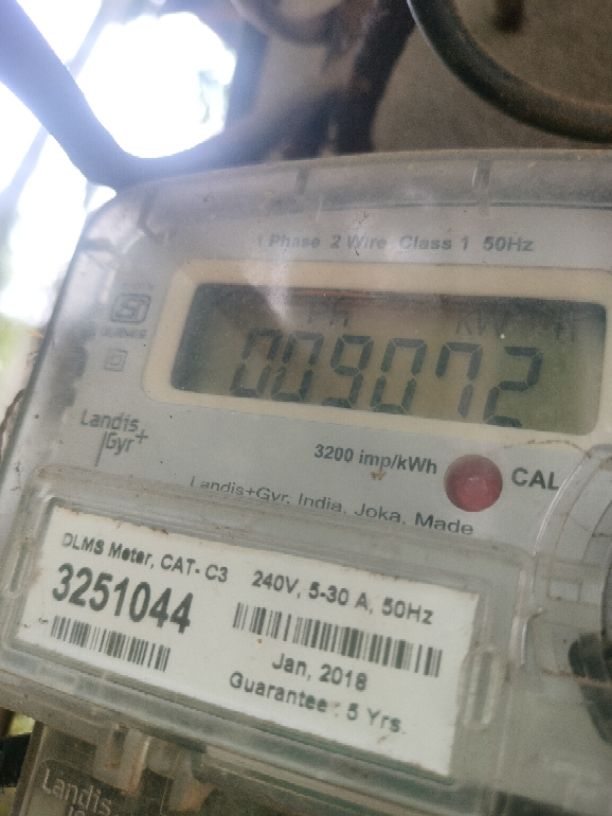 1 Phase 2 Wire Class 1 50Hz
009072
Landis
Gyr+
3200 imp/kWh
CAL
Landis+Gyr, India, Joka, Made
DLMS Meter, CAT- C3
240V, 5-30 A, 50Hz
3251044
Jan, 2018
Guarantee : 5 Yrs.
Landis